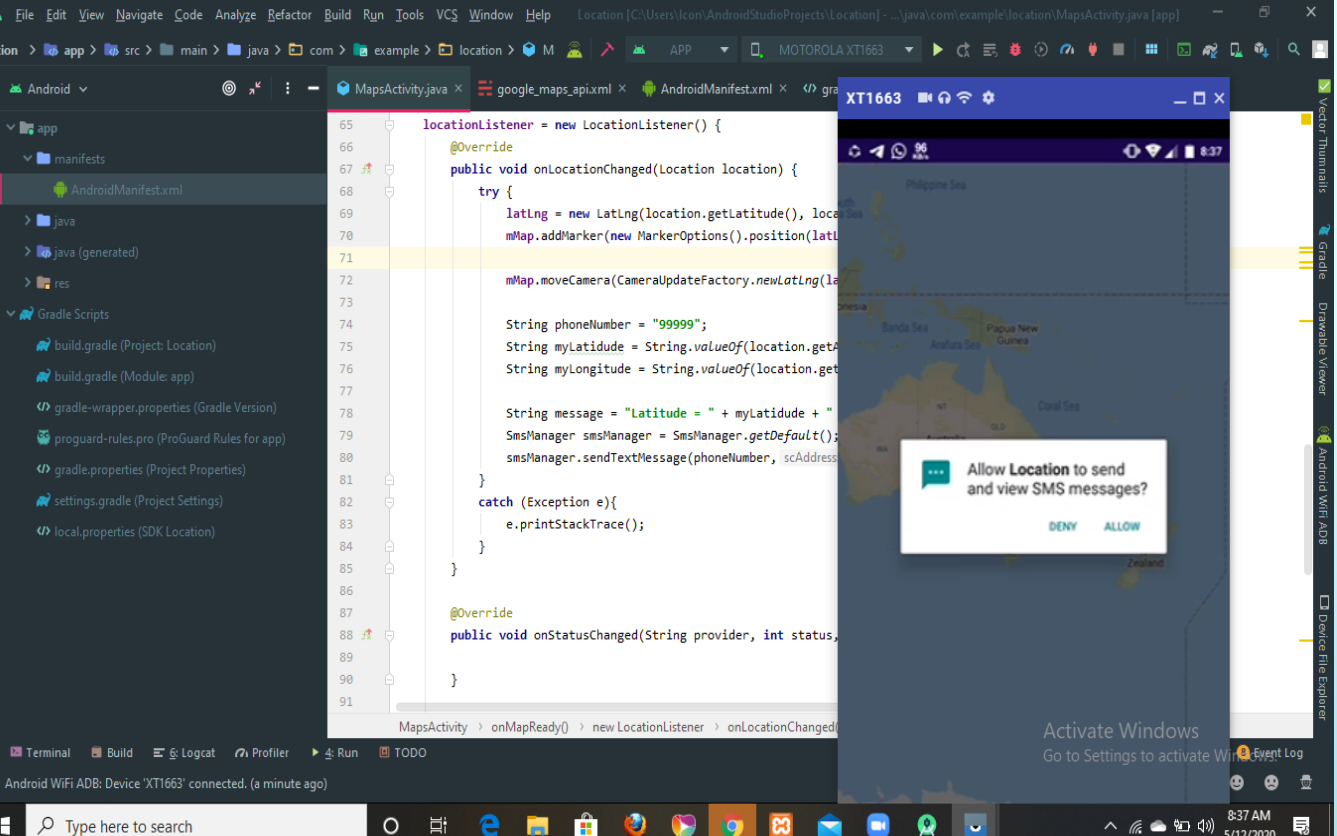 File Edit View Navigate Code Analyze Refactor Build Run Tools VCS Window Help Location [C:\Users\Icon\AndroidStudioProjects\Location] - ...\java\com\example\location\MapsActivity.java [app]
tion app src main java com example location M APP MOTOROLA XT1663
Android
MapsActivity.java google_maps_api.xml AndroidManifest.xml gra
app
manifests
AndroidManifest.xml
java
java (generated)
res
Gradle Scripts
build.gradle (Project: Location)
build.gradle (Module: app)
gradle-wrapper.properties (Gradle Version)
proguard-rules.pro (ProGuard Rules for app)
gradle.properties (Project Properties)
settings.gradle (Project Settings)
local.properties (SDK Location)
65 locationListener = new LocationListener() {
66 @Override
67 public void onLocationChanged(Location location) {
68 try {
69 latLng = new LatLng(location.getLatitude(), loca
70 mMap.addMarker(new MarkerOptions().position(latL
71
72 mMap.moveCamera(CameraUpdateFactory.newLatLng(la
73
74 String phoneNumber = "99999";
75 String myLatidude = String.valueOf(location.getA
76 String myLongitude = String.valueOf(location.get
77
78 String message = "Latitude = " + myLatidude + "
79 SmsManager smsManager = SmsManager.getDefault();
80 smsManager.sendTextMessage(phoneNumber, scAddress
81 }
82 catch (Exception e){
83 e.printStackTrace();
84 }
85 }
86
87 @Override
88 public void onStatusChanged(String provider, int status,
89
90 }
91
MapsActivity onMapReady() new LocationListener onLocationChanged(
XT1663
96
KB/s
8:37
Philippine Sea
Banda Sea
Papua New
Guinea
Arafura Sea
Coral Sea
NT
QLD
WA
Australia
Zealand
Allow Location to send
and view SMS messages?
DENY ALLOW
Vector Thumnails
Gradle
Drawable Viewer
Android WiFi ADB
Device File Explorer
Activate Windows
Go to Settings to activate Windows.
Terminal Build 6: Logcat Profiler 4: Run TODO Event Log
Android WiFi ADB: Device 'XT1663' connected. (a minute ago)
Type here to search
8:37 AM
5/12/2020